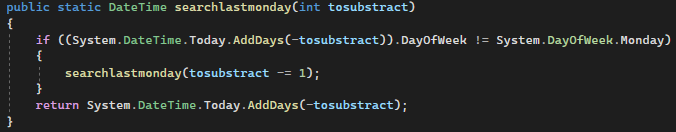 public static DateTime searchlastmonday(int tosubstract)
{
if ((System.DateTime.Today.AddDays(-tosubstract)).DayOfWeek != System.DayOfWeek.Monday)
{
searchlastmonday(tosubstract -= 1);
}
return System.DateTime.Today.AddDays(-tosubstract);
}